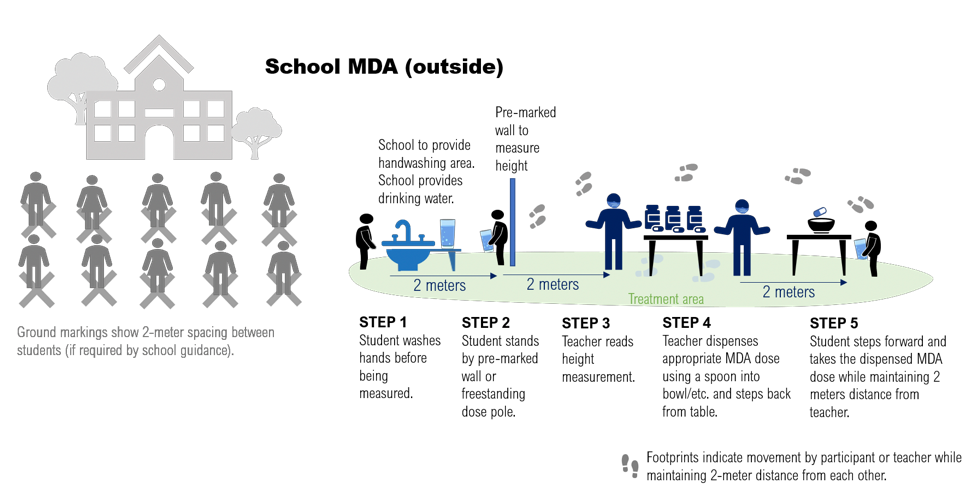 School MDA (outside)
Pre-marked
wall to
measure
height
School to provide
handwashing area.
School provides
drinking water.
2 meters
2 meters
2 meters
Treatment area
Ground markings show 2-meter spacing between
students (if required by school guidance).
STEP 1
Student washes
hands before
being
measured.
STEP 2
Student stands
by pre-marked
wall or
freestanding
dose pole.
STEP 3
Teacher reads
height
measurement.
STEP 4
Teacher dispenses
appropriate MDA dose
using a spoon into
bowl/etc. and steps back
from table.
STEP 5
Student steps forward and
takes the dispensed MDA
dose while maintaining 2
meters distance from
teacher.
Footprints indicate movement by participant or teacher while
maintaining 2-meter distance from each other.